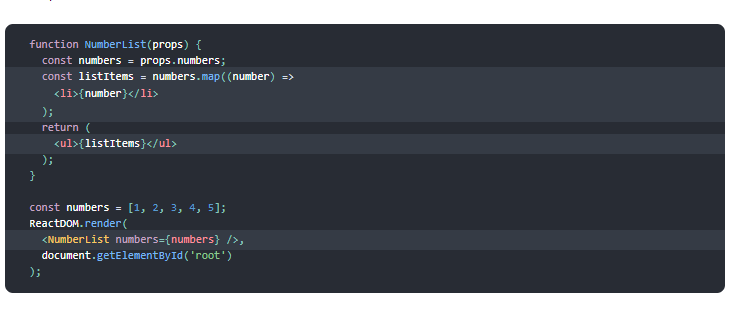 function NumberList(props) {
  const numbers = props.numbers;
  const listItems = numbers.map((number) =>
    <li>{number}</li>
  );
  return (
    <ul>{listItems}</ul>
  );
}

const numbers = [1, 2, 3, 4, 5];
ReactDOM.render(
  <NumberList numbers={numbers} />,
  document.getElementById('root')
);